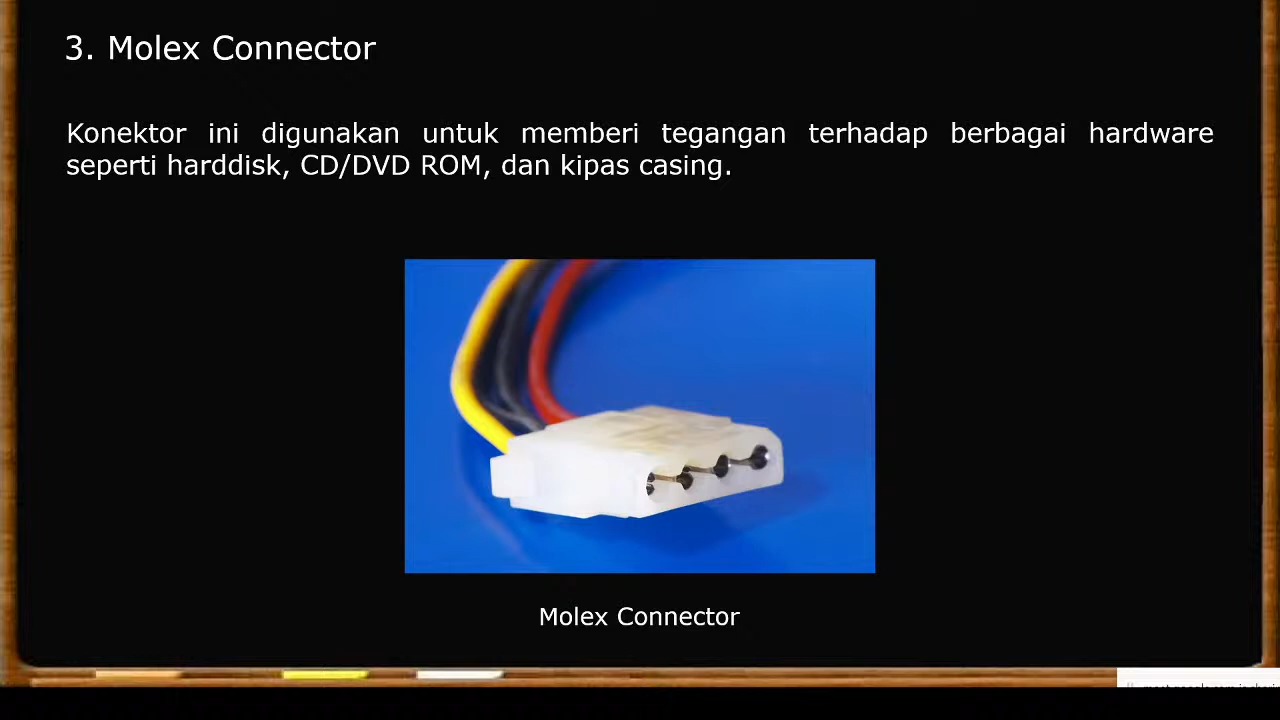 3. Molex Connector
Konektor ini digunakan untuk memberi tegangan terhadap berbagai hardware
seperti harddisk, CD/DVD ROM, dan kipas casing.
Molex Connector